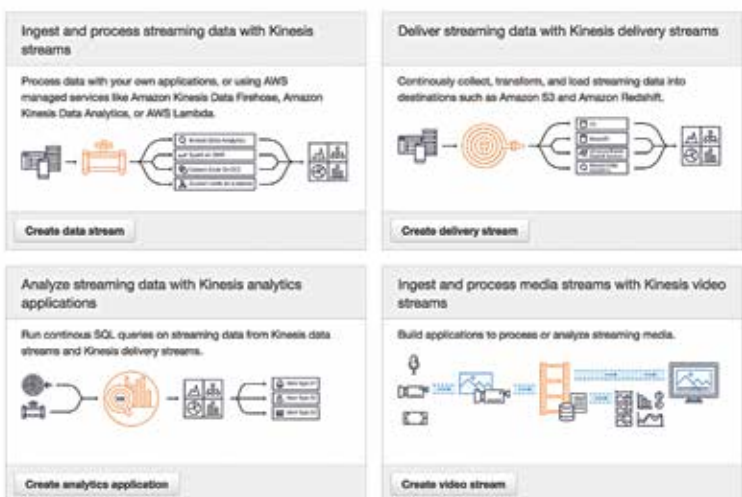 Ingest and process streaming data with Kinesis
streams
Process data with your own applications, or using AWS
managed services like Amazon Kinesis Data Firehose, Amazon
Kinesis Data Analytics, or AWS Lambda.
Create data stream
Deliver streaming data with Kinesis delivery streams
Continously collect, transform, and load streaming data into
destinations such as Amazon S3 and Amazon Redshift.
Create delivery stream
Analyze streaming data with Kinesis analytics
applications
Run continous SQL queries on streaming data from Kinesis data
streams and Kinesis delivery streams.
Create analytics application
Ingest and process media streams with Kinesis video
streams
Build applications to process or analyze streaming media.
Create video stream